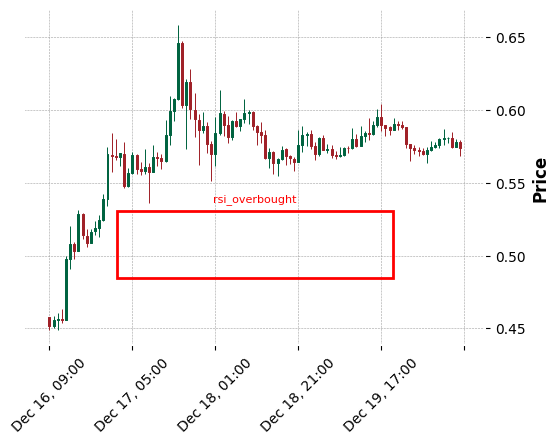 0.65
0.60
0.55
0.50
0.45
Price
rsi_overbought
Dec 16, 09:00
Dec 17, 05:00
Dec 18, 01:00
Dec 18, 21:00
Dec 19, 17:00